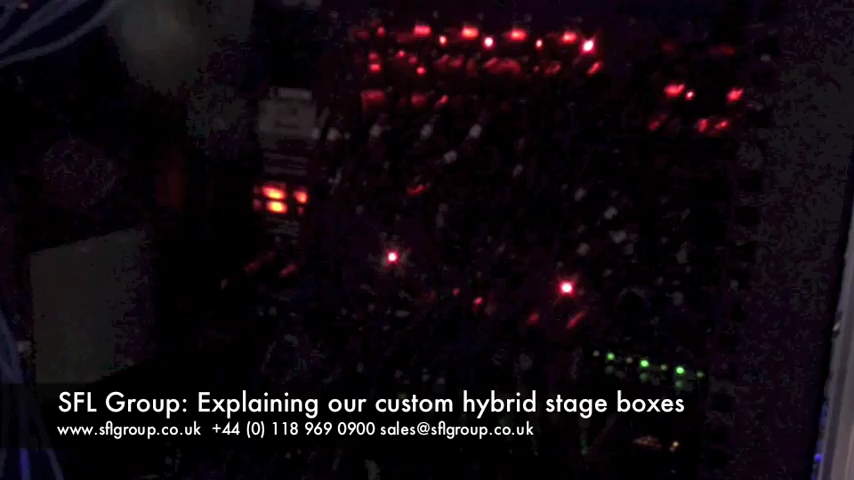 SFL Group: Explaining our custom hybrid stage boxes
www.sflgroup.co.uk +44 (0) 118 969 0900 sales@sflgroup.co.uk